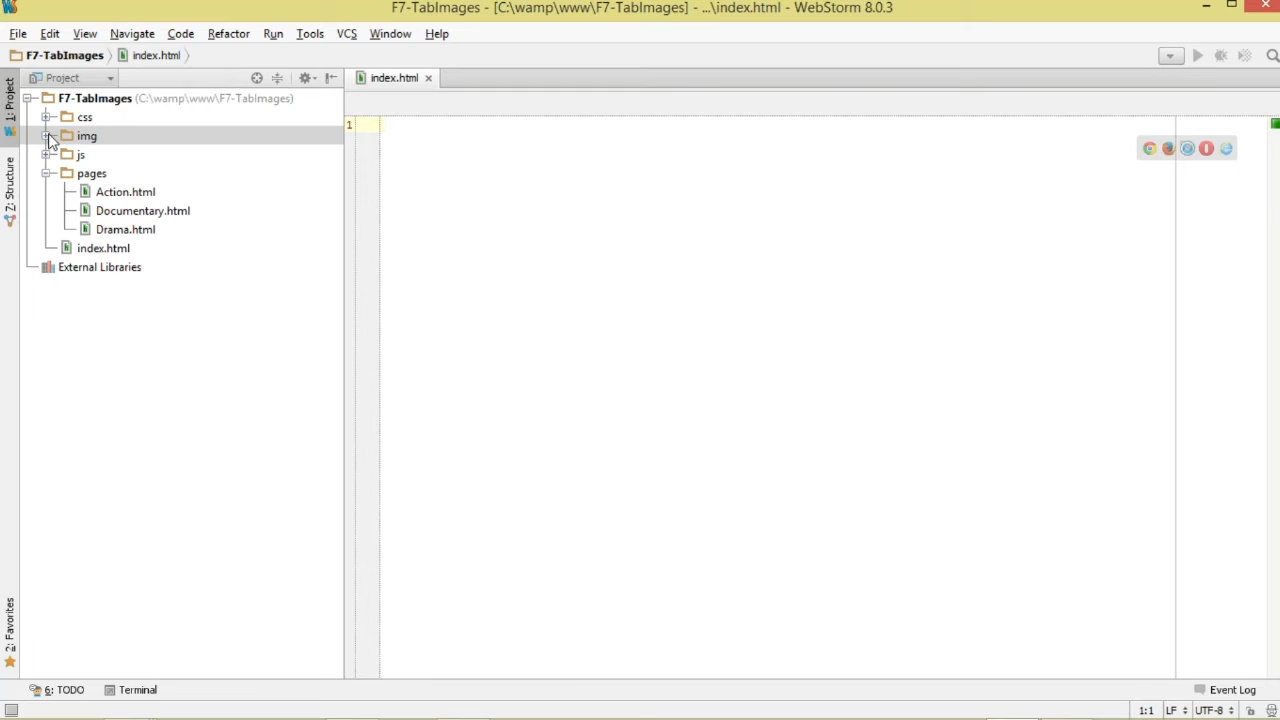 F7-TabImages - [C:\wamp\www\F7-TabImages] - ...\index.html - WebStorm 8.0.3
File Edit View Navigate Code Refactor Run Tools VCS Window Help
F7-TabImages index.html
Project
index.html
1: Project
F7-TabImages (C:\wamp\www\F7-TabImages)
css
img
js
pages
Action.html
Documentary.html
Drama.html
index.html
External Libraries
1
Z: Structure
2: Favorites
6: TODO Terminal Event Log
1:1 LF UTF-8